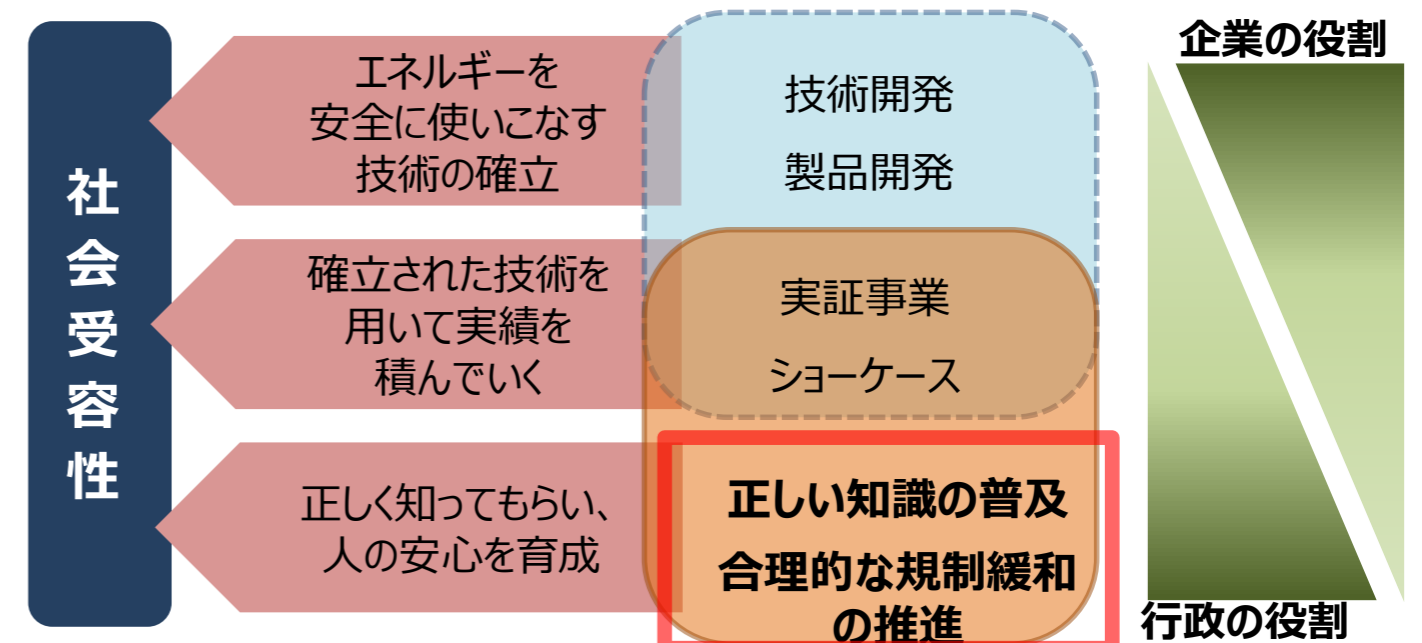 社会受容性
エネルギーを
安全に使いこなす
技術の確立
技術開発
製品開発
企業の役割
確立された技術を
用いて実績を
積んでいく
実証事業
ショーケース
正しく知ってもらい、
人の安心を育成
正しい知識の普及
合理的な規制緩和
の推進
行政の役割